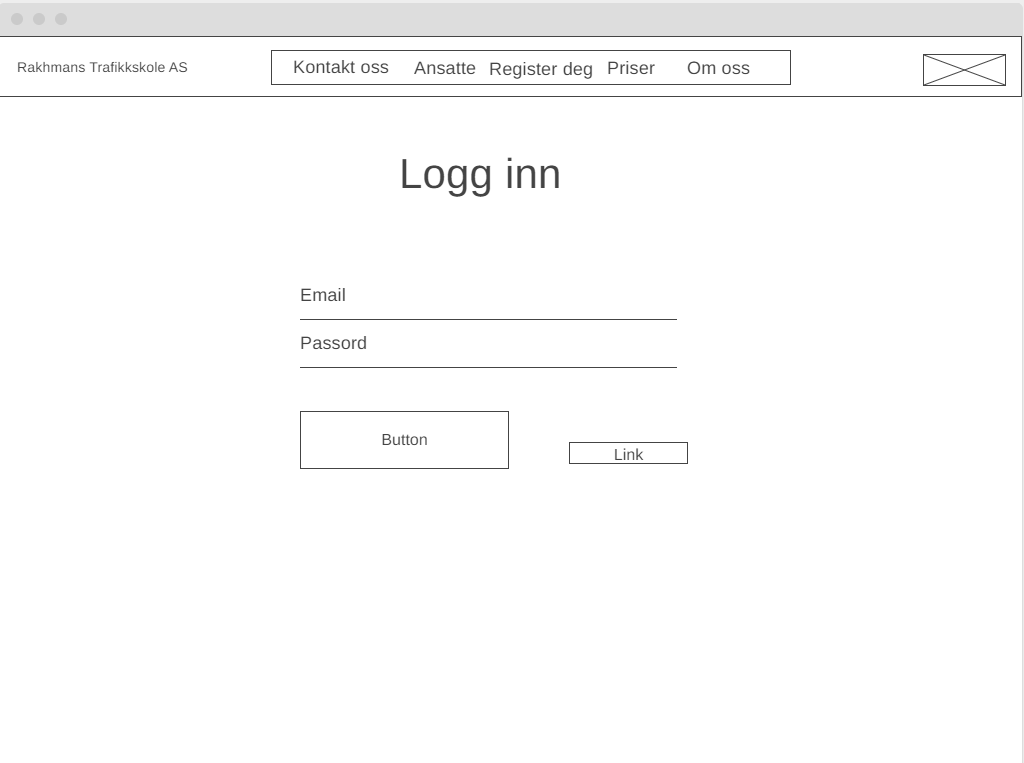 Rakhmans Trafikkskole AS
Kontakt oss Ansatte Register deg Priser Om oss
Logg inn
Email
Passord
Button
Link